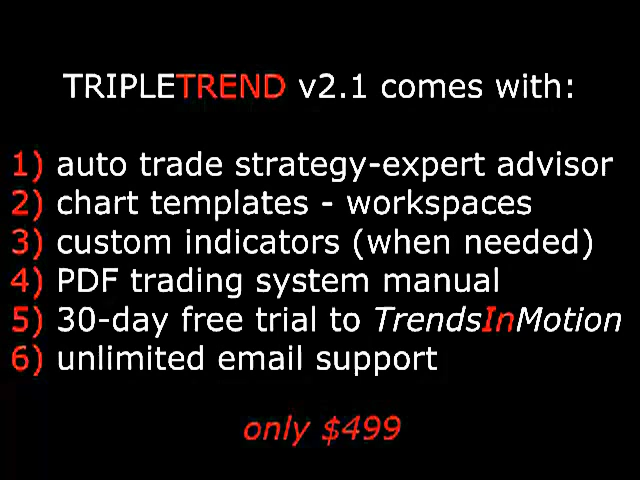 TRIPLETREND v2.1 comes with:
1) auto trade strategy-expert advisor
2) chart templates - workspaces
3) custom indicators (when needed)
4) PDF trading system manual
5) 30-day free trial to TrendsInMotion
6) unlimited email support
only $499